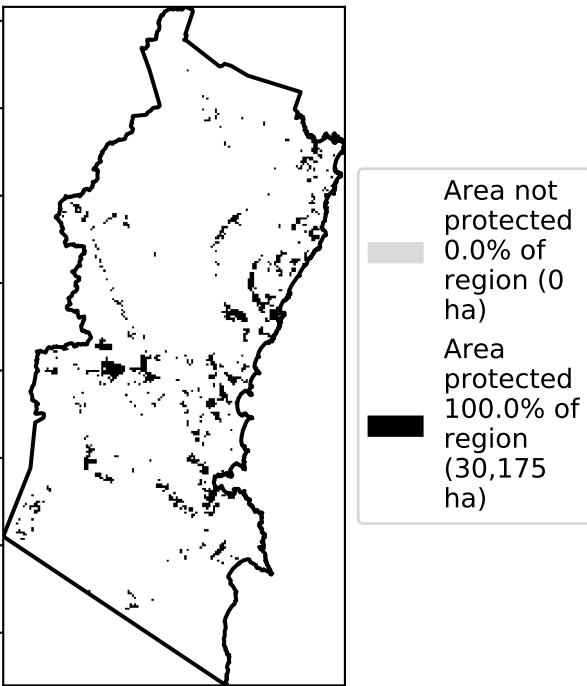 Area not
protected
0.0% of
region (0
ha)
Area
protected
100.0% of
region
(30,175
ha)